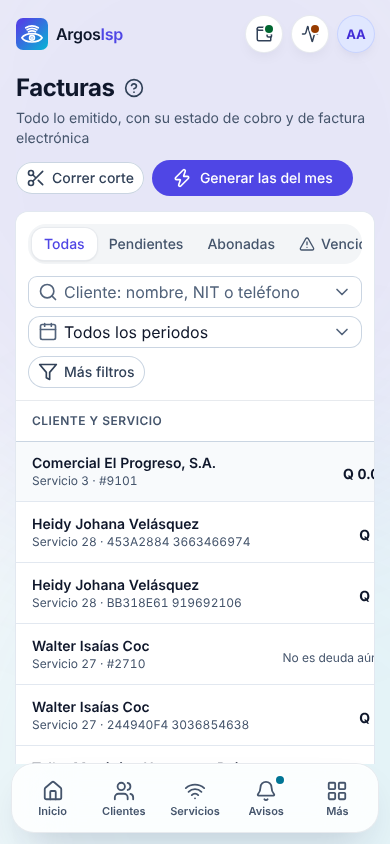 ArgosIsp
AA
Facturas
Todo lo emitido, con su estado de cobro y de factura
electrónica
Correr corte
Generar las del mes
Todas Pendientes Abonadas
Cliente: nombre, NIT o teléfono
Todos los periodos
Más filtros
CLIENTE Y SERVICIO
Comercial El Progreso, S.A.
Servicio 3 · #9101
Q 0.0
Heidy Johana Velásquez
Servicio 28 · 453A2884 3663466974
Q
Heidy Johana Velásquez
Servicio 28 · BB318E61 919692106
Q
Walter Isaías Coc
Servicio 27 · #2710
No es deuda aún
Walter Isaías Coc
Servicio 27 · 244940F4 3036854638
Q
Inicio Clientes Servicios Avisos Más